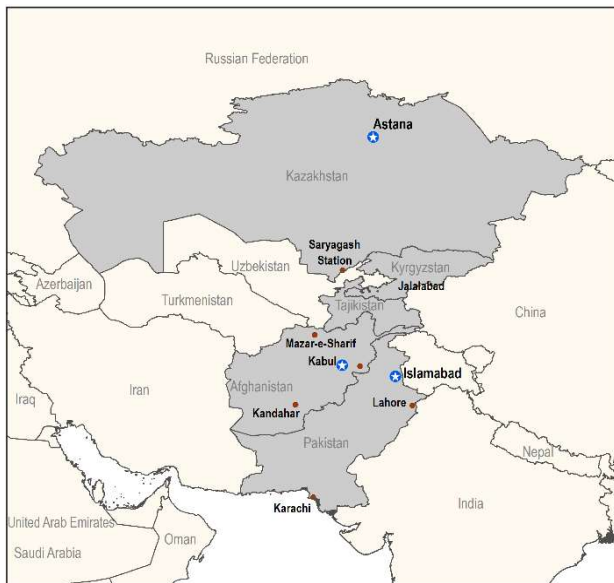 Russian Federation
Astana
Kazakhstan
Saryagash
Station
Uzbekistan
Kyrgyzstan
Azerbaijan
Jalalabad
Turkmenistan
Tajikistan
China
Mazar-e-Sharif
Kabul
Islamabad
Iran
Afghanistan
Iraq
Kandahar
Lahore
Pakistan
Nepal
Karachi
India
United Arab Emirates
Oman
Saudi Arabia